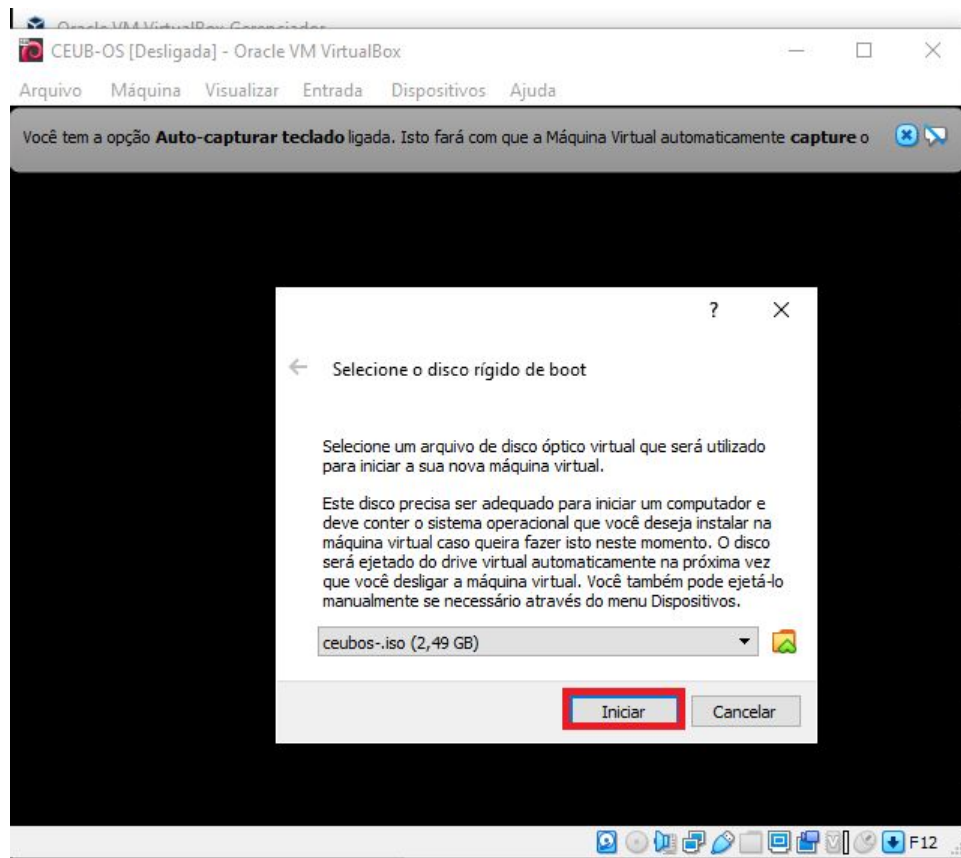 Oracle VM VirtualBox Gerenciador
CEUB-OS [Desligada] - Oracle VM VirtualBox
Arquivo Máquina Visualizar Entrada Dispositivos Ajuda
Você tem a opção Auto-capturar teclado ligada. Isto fará com que a Máquina Virtual automaticamente capture o
?
Selecione o disco rígido de boot
Selecione um arquivo de disco óptico virtual que será utilizado
para iniciar a sua nova máquina virtual.
Este disco precisa ser adequado para iniciar um computador e
deve conter o sistema operacional que você deseja instalar na
máquina virtual caso queira fazer isto neste momento. O disco
será ejetado do drive virtual automaticamente na próxima vez
que você desligar a máquina virtual. Você também pode ejetá-lo
manualmente se necessário através do menu Dispositivos.
ceubos-.iso (2,49 GB)
Iniciar Cancelar
F12